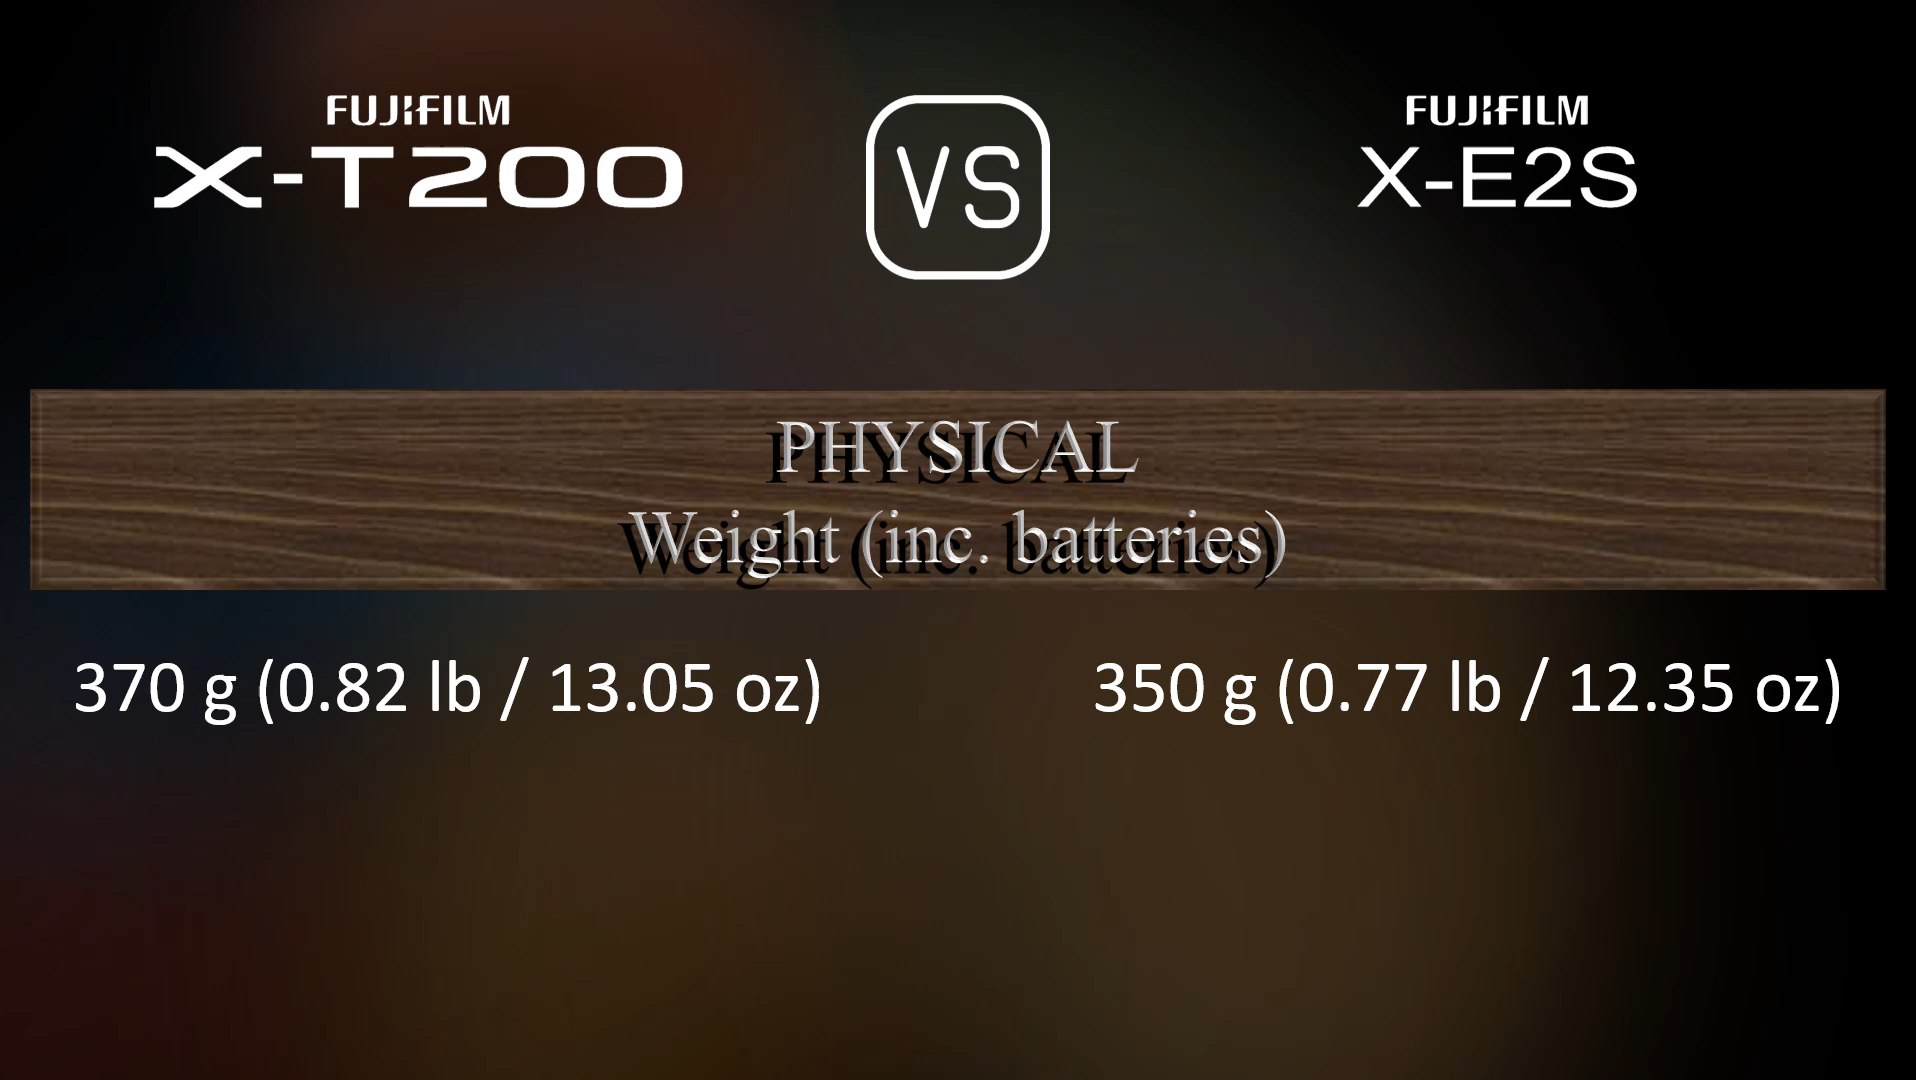 FUJIFILM
X-T200
VS
FUJIFILM
X-E2S
PHYSICAL
Weight (inc. batteries)
370 g (0.82 lb / 13.05 oz)
350 g (0.77 lb / 12.35 oz)